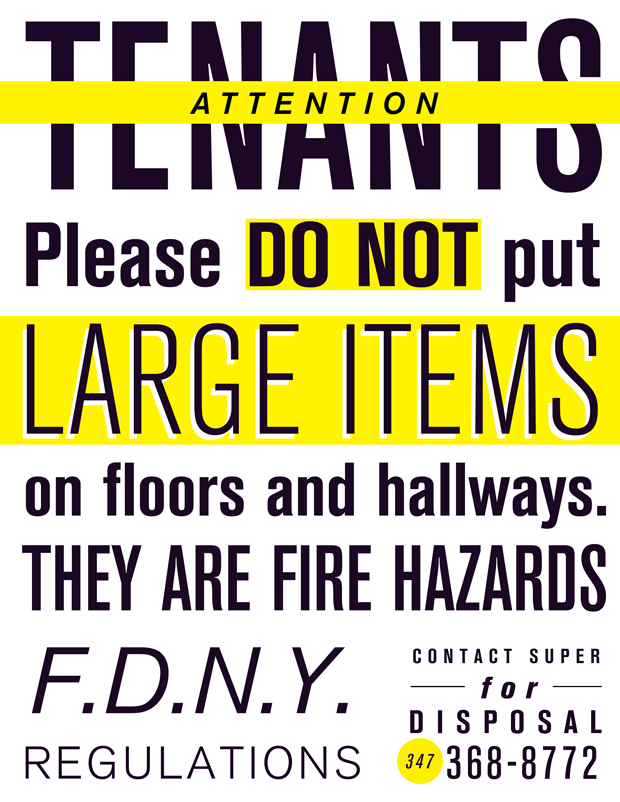 TENANTS
ATTENTION
Please DO NOT put
LARGE ITEMS
on floors and hallways.
THEY ARE FIRE HAZARDS
F.D.N.Y.
REGULATIONS
CONTACT SUPER
for
DISPOSAL
347 368-8772